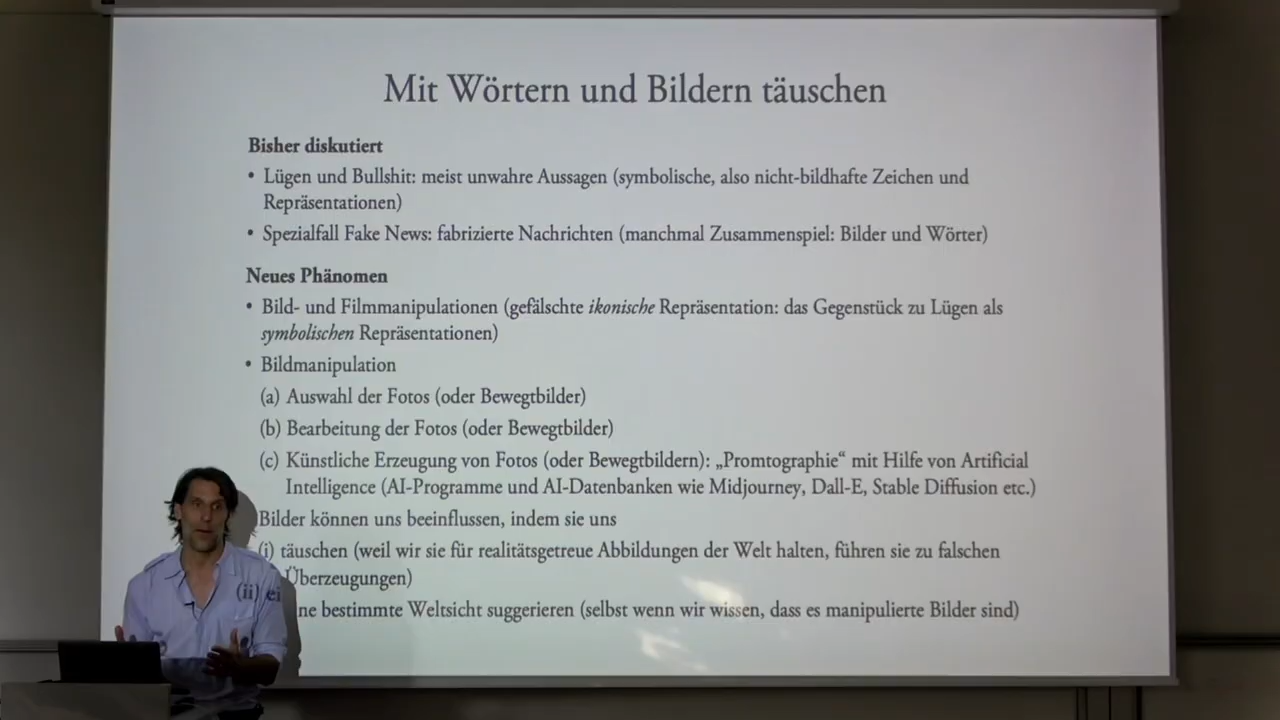 Mit Wörtern und Bildern täuschen
Bisher diskutiert
• Lügen und Bullshit: meist unwahre Aussagen (symbolische, also nicht-bildhafte Zeichen und
Repräsentationen)
• Spezialfall Fake News: fabrizierte Nachrichten (manchmal Zusammenspiel: Bilder und Wörter)
Neues Phänomen
• Bild- und Filmmanipulationen (gefälschte ikonische Repräsentation: das Gegenstück zu Lügen als
symbolischen Repräsentationen)
• Bildmanipulation
(a) Auswahl der Fotos (oder Bewegtbilder)
(b) Bearbeitung der Fotos (oder Bewegtbilder)
(c) Künstliche Erzeugung von Fotos (oder Bewegtbildern): „Promtographie“ mit Hilfe von Artificial
Intelligence (AI-Programme und AI-Datenbanken wie Midjourney, Dall-E, Stable Diffusion etc.)
Bilder können uns beeinflussen, indem sie uns
(i) täuschen (weil wir sie für realitätsgetreue Abbildungen der Welt halten, führen sie zu falschen
Überzeugungen)
(ii) eine bestimmte Weltsicht suggerieren (selbst wenn wir wissen, dass es manipulierte Bilder sind)